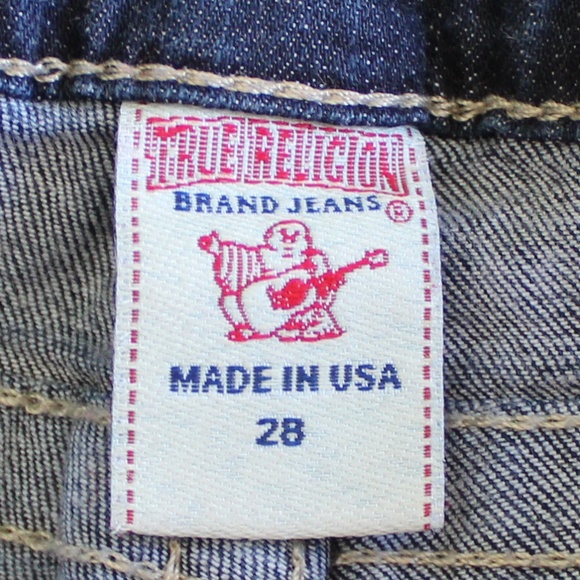 TRUE RELIGION
BRAND JEANS®
MADE IN USA
28